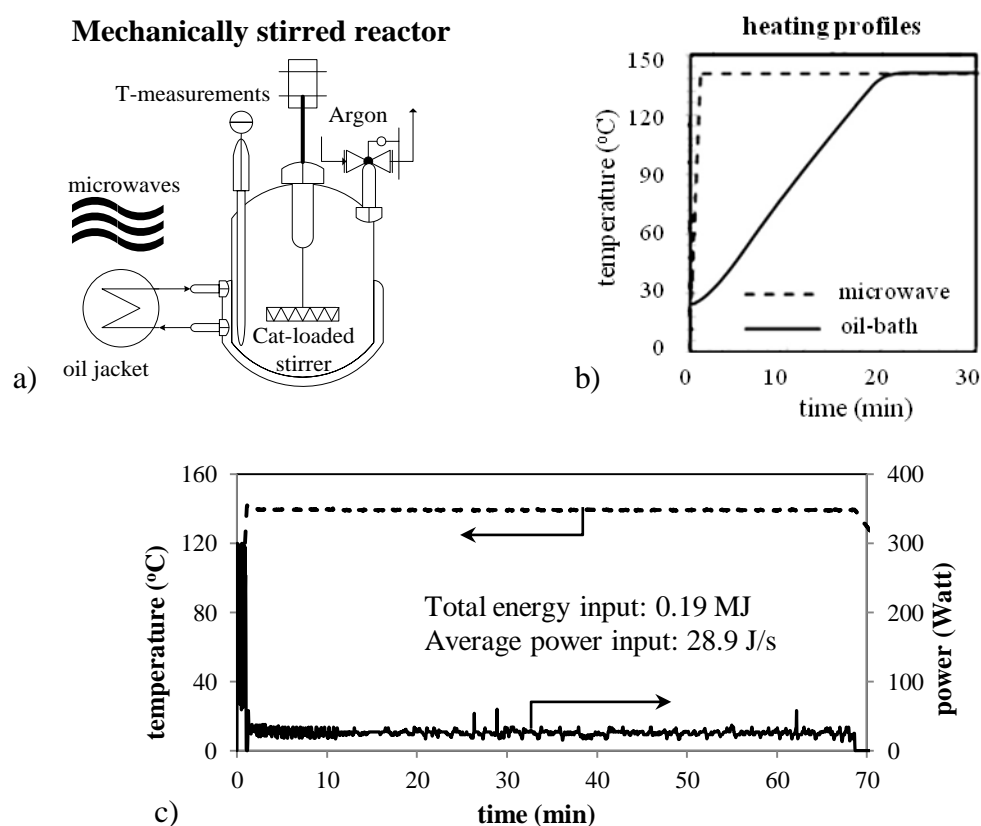 Mechanically stirred reactor
T-measurements
Argon
microwaves
oil jacket
Cat-loaded
stirrer
a)
heating profiles
temperature (°C)
150
120
90
60
30
0
microwave
oil-bath
0
10
20
30
time (min)
b)
temperature (°C)
160
120
80
40
0
Total energy input: 0.19 MJ
Average power input: 28.9 J/s
400
300
200
100
0
power (Watt)
0
10
20
30
40
50
60
70
time (min)
c)